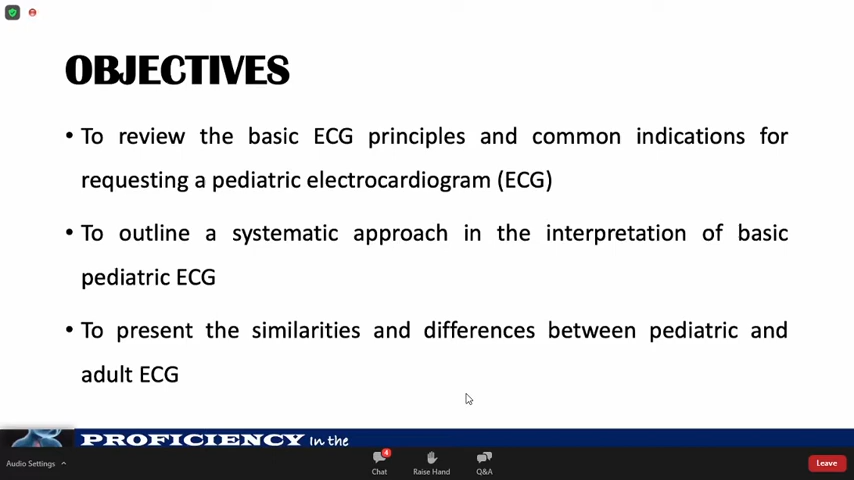 OBJECTIVES
• To review the basic ECG principles and common indications for
requesting a pediatric electrocardiogram (ECG)
• To outline a systematic approach in the interpretation of basic
pediatric ECG
• To present the similarities and differences between pediatric and
adult ECG
PROFICIENCY In the
Audio Settings
4
Chat
Raise Hand
Q&A
Leave